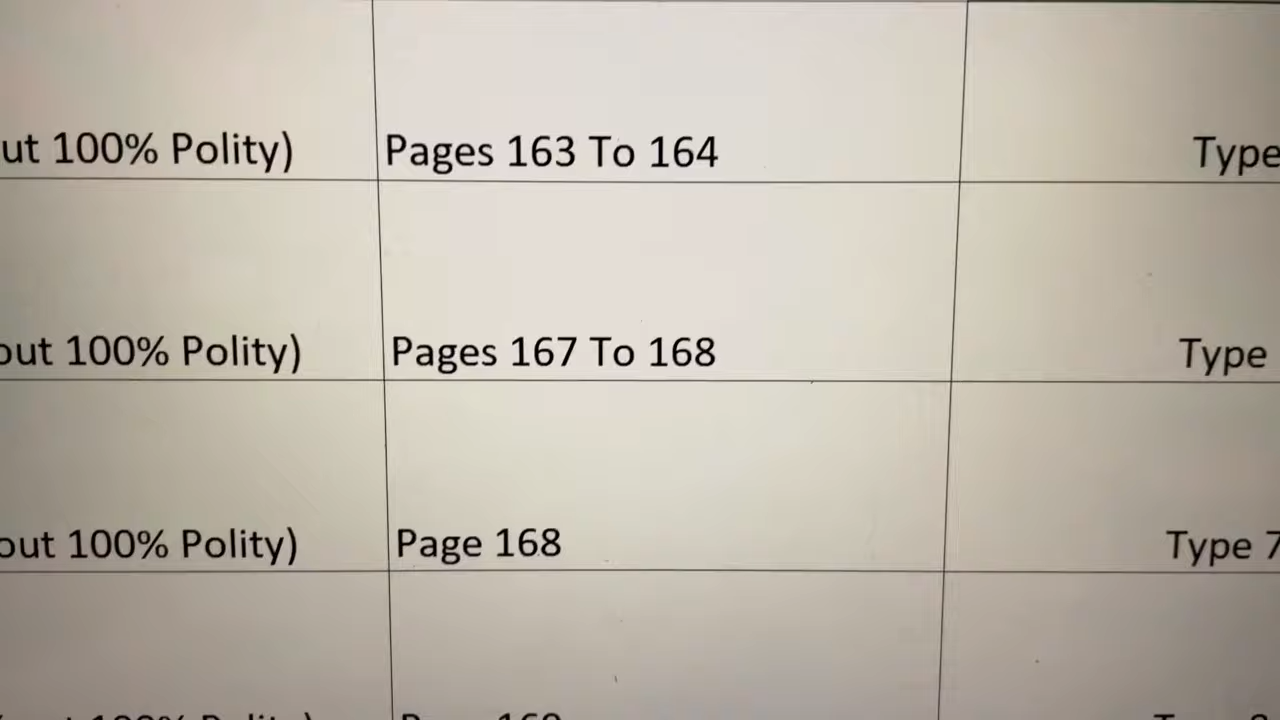 ut 100% Polity) Pages 163 To 164 Type
out 100% Polity) Pages 167 To 168 Type
out 100% Polity) Page 168 Type 7